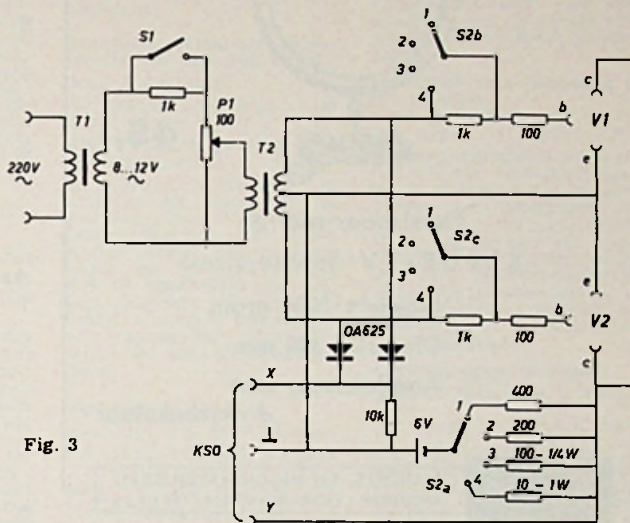 S1
1k
P1
100
T1
T2
220V
8...12V
1
2
3
4
S2b
1k
100
b
c
V1
e
1
2
3
4
S2c
1k
100
e
b
V2
c
OA625
X
10k
KSO
Y
6V
1
2
3
4
S2a
400
200
100-1/4W
10-1W
Fig. 3